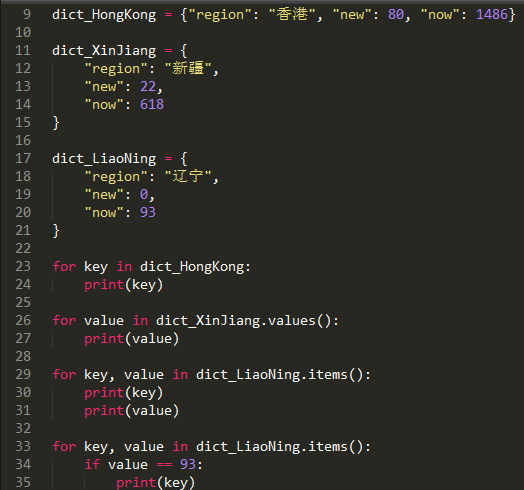 9 dict_HongKong = {"region": "香港", "new": 80, "now": 1486}
10
11 dict_XinJiang = {
12     "region": "新疆",
13     "new": 22,
14     "now": 618
15 }
16
17 dict_LiaoNing = {
18     "region": "辽宁",
19     "new": 0,
20     "now": 93
21 }
22
23 for key in dict_HongKong:
24     print(key)
25
26 for value in dict_XinJiang.values():
27     print(value)
28
29 for key, value in dict_LiaoNing.items():
30     print(key)
31     print(value)
32
33 for key, value in dict_LiaoNing.items():
34     if value == 93:
35         print(key)